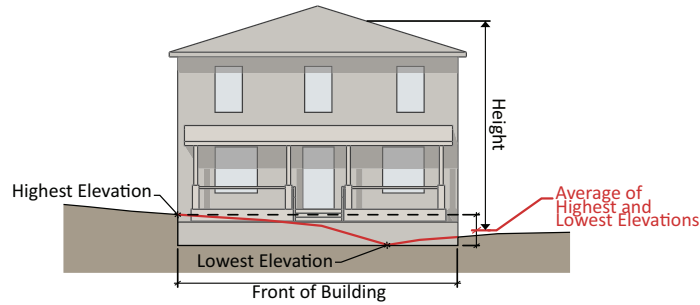 Height
Highest Elevation
Average of
Highest and
Lowest Elevations
Lowest Elevation
Front of Building